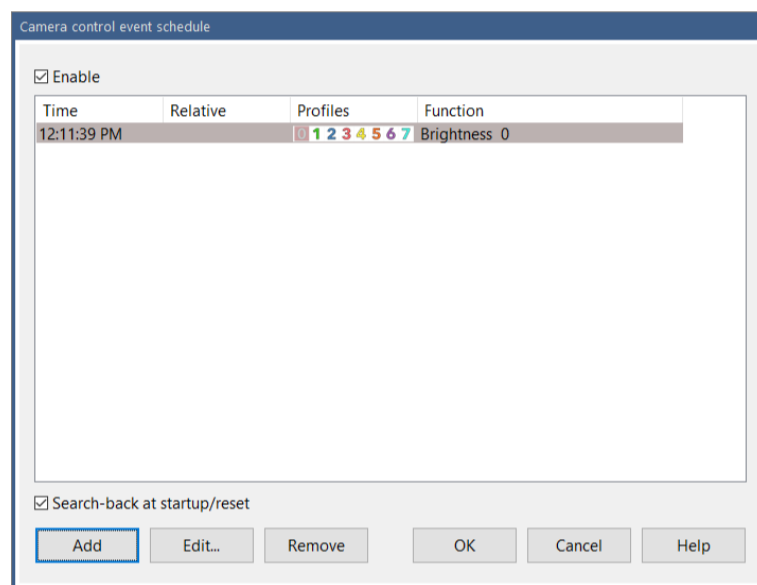 Camera control event schedule
Enable
Time Relative Profiles Function
12:11:39 PM 0 1 2 3 4 5 6 7 Brightness 0
Search-back at startup/reset
Add Edit... Remove OK Cancel Help